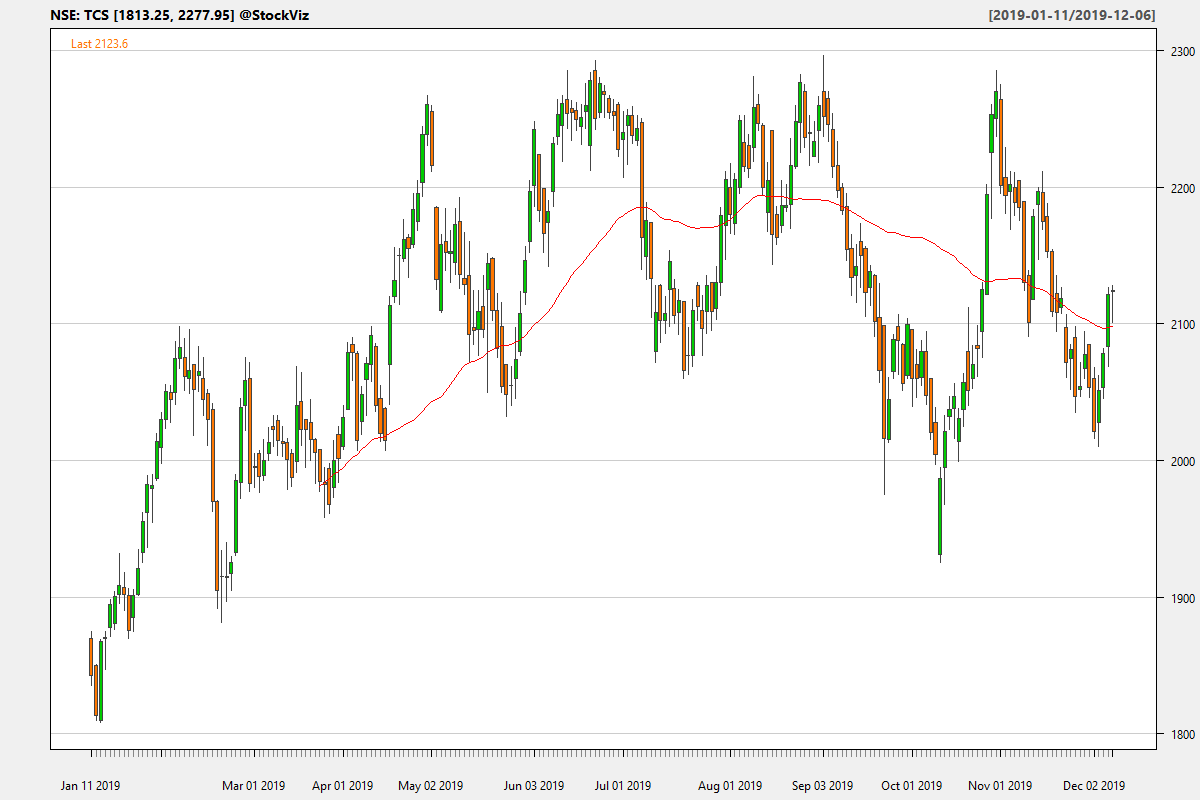 NSE: TCS [1813.25, 2277.95] @StockViz
[2019-01-11/2019-12-06]
Last 2123.6
2300
2200
2100
2000
1900
1800
Jan 11 2019 Mar 01 2019 Apr 01 2019 May 02 2019 Jun 03 2019 Jul 01 2019 Aug 01 2019 Sep 03 2019 Oct 01 2019 Nov 01 2019 Dec 02 2019